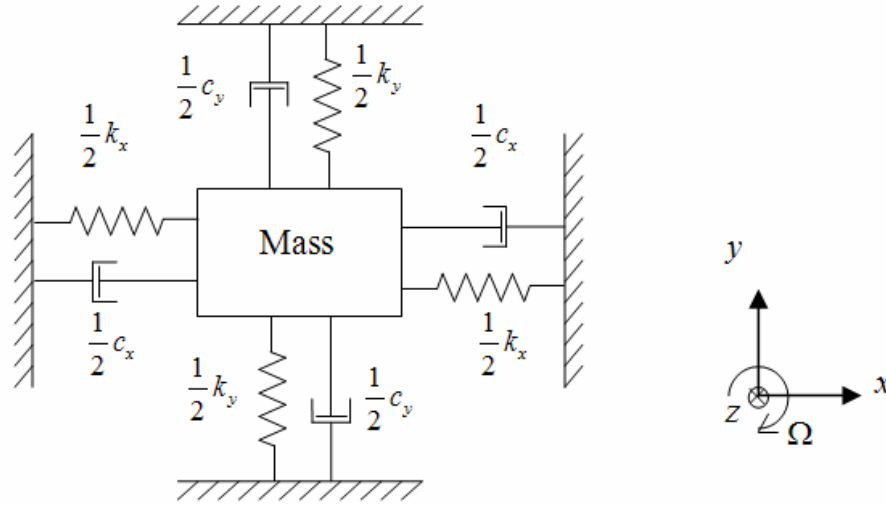 ½ c_y
½ k_y
½ k_x
½ c_x
Mass
½ c_x
½ k_x
½ k_y
½ c_y
y
x
z
Ω